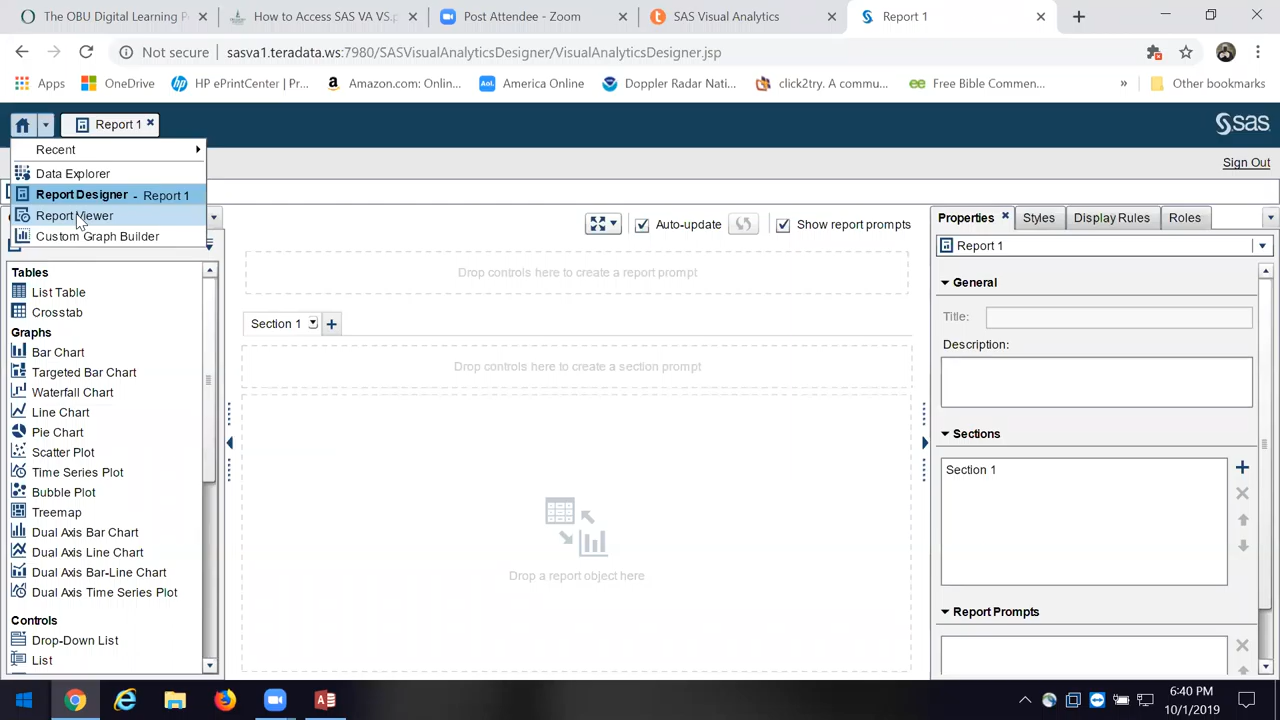 The OBU Digital Learning P
How to Access SAS VA VS.p
Post Attendee - Zoom
SAS Visual Analytics
Report 1
Not secure
sasva1.teradata.ws:7980/SASVisualAnalyticsDesigner/VisualAnalyticsDesigner.jsp
Apps
OneDrive
HP ePrintCenter | Pr...
Amazon.com: Onlin...
Aol.
America Online
Doppler Radar Nati...
click2try. A commu...
Free Bible Commen...
»
Other bookmarks
Report 1
sas
Recent
Sign Out
Data Explorer
Report Designer - Report 1
Report Viewer
Custom Graph Builder
Auto-update
Show report prompts
Properties
Styles
Display Rules
Roles
Report 1
Tables
List Table
Crosstab
Graphs
Bar Chart
Targeted Bar Chart
Waterfall Chart
Line Chart
Pie Chart
Scatter Plot
Time Series Plot
Bubble Plot
Treemap
Dual Axis Bar Chart
Dual Axis Line Chart
Dual Axis Bar-Line Chart
Dual Axis Time Series Plot
Controls
Drop-Down List
List
Drop controls here to create a report prompt
Section 1
Drop controls here to create a section prompt
Drop a report object here
General
Title:
Description:
Sections
Section 1
Report Prompts
6:40 PM
10/1/2019